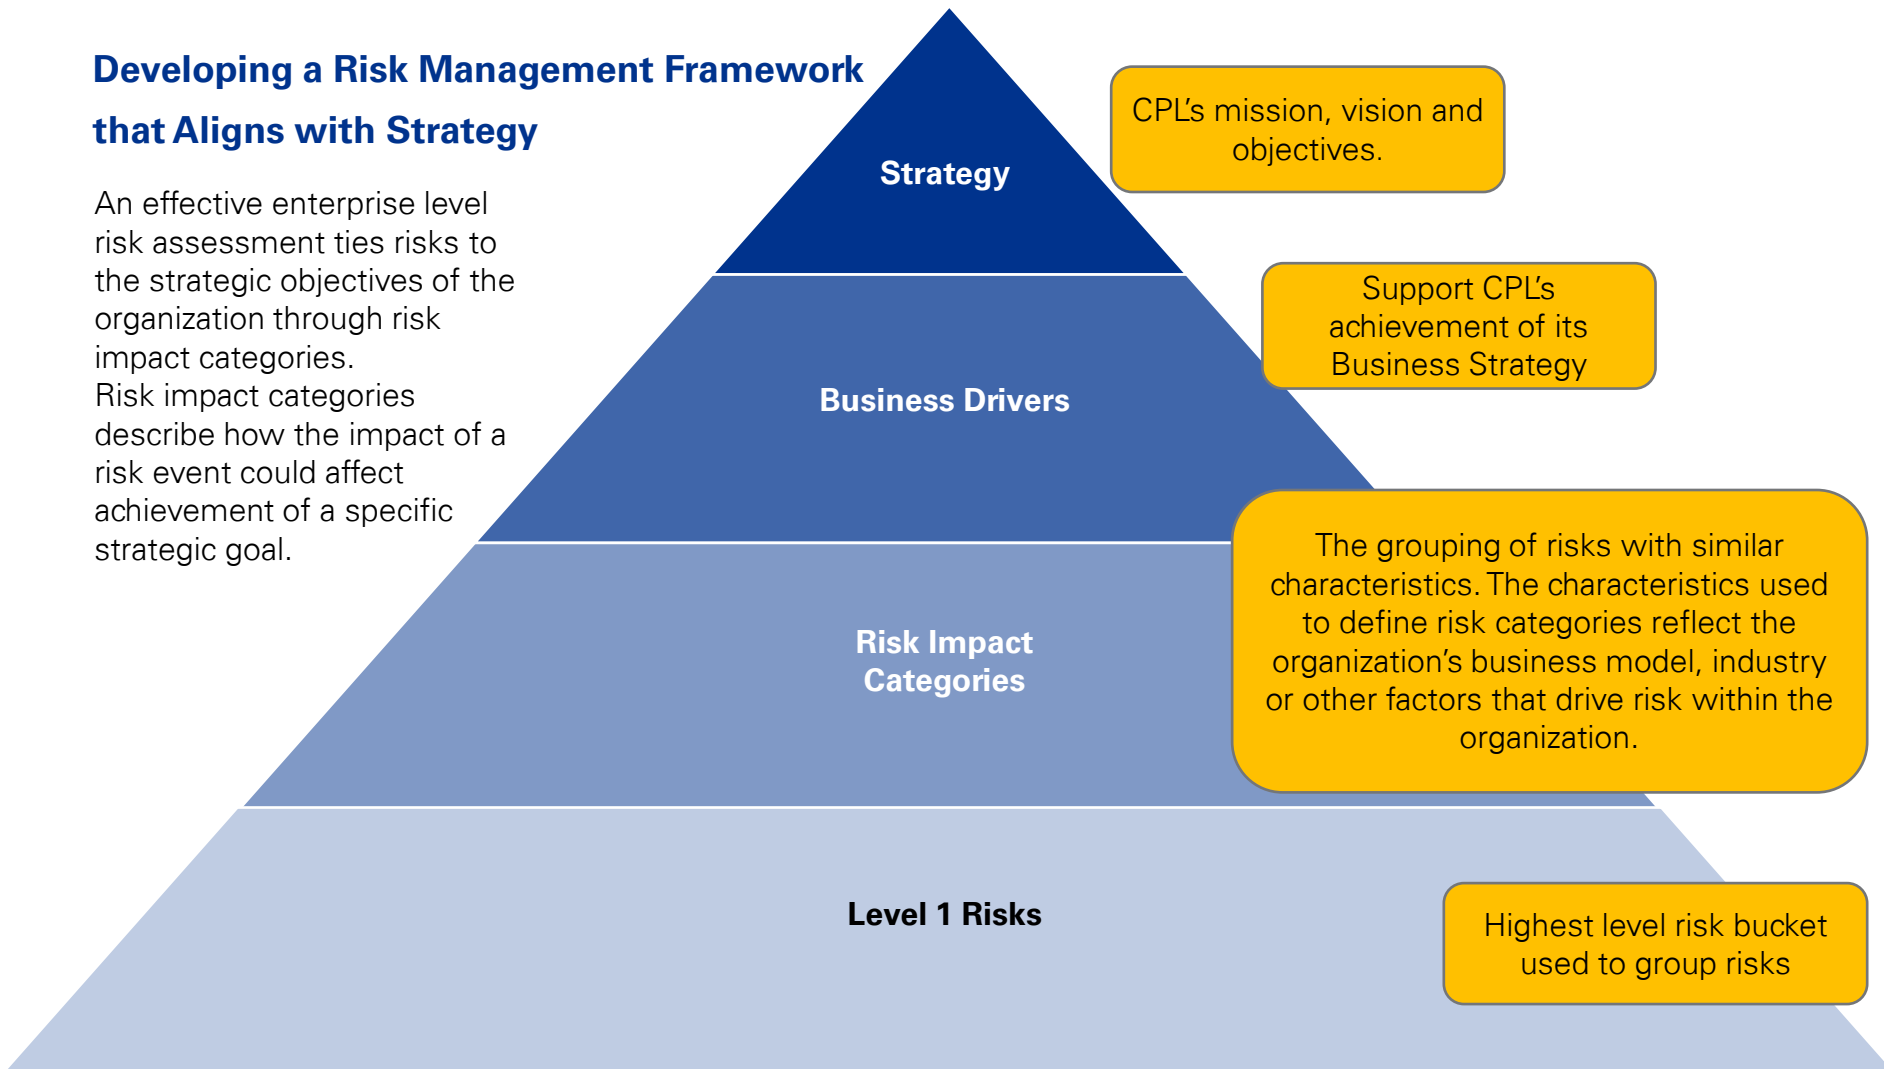 Developing a Risk Management Framework
that Aligns with Strategy
An effective enterprise level
risk assessment ties risks to
the strategic objectives of the
organization through risk
impact categories.
Risk impact categories
describe how the impact of a
risk event could affect
achievement of a specific
strategic goal.
Strategy
CPL’s mission, vision and
objectives.
Business Drivers
Support CPL’s
achievement of its
Business Strategy
Risk Impact
Categories
The grouping of risks with similar
characteristics. The characteristics used
to define risk categories reflect the
organization’s business model, industry
or other factors that drive risk within the
organization.
Level 1 Risks
Highest level risk bucket
used to group risks